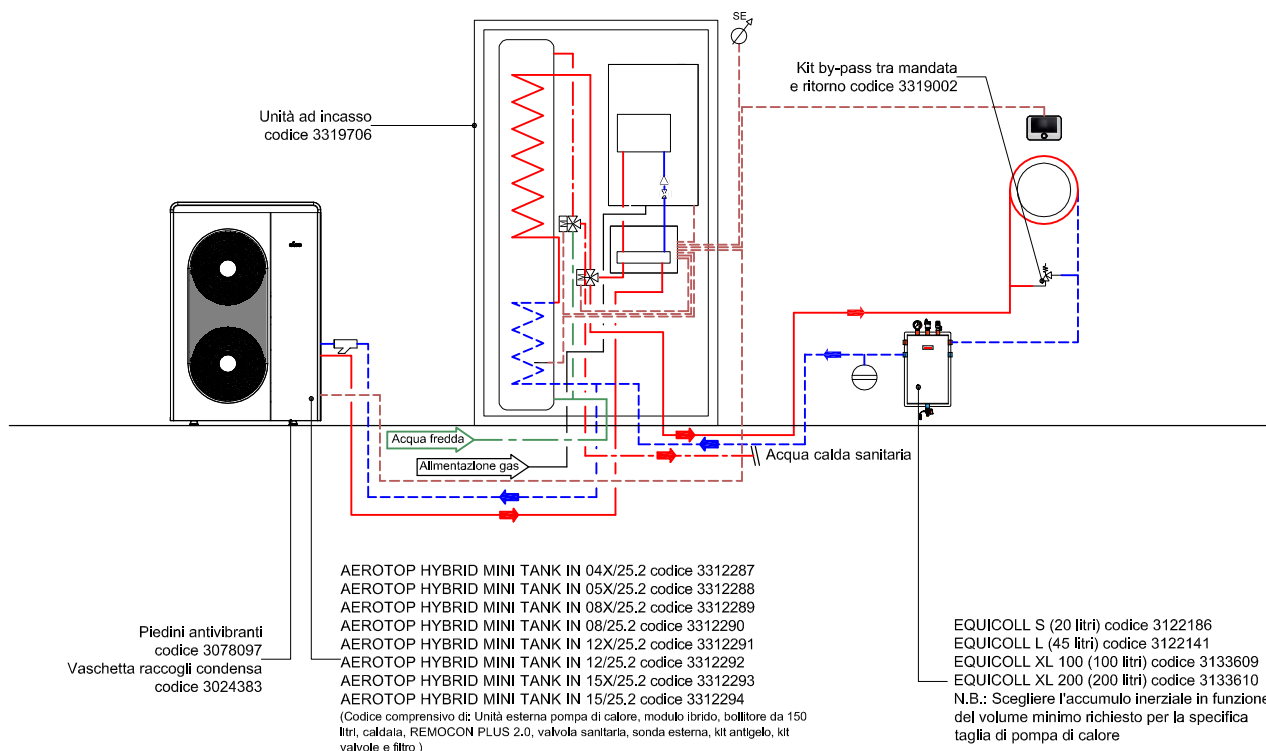 SE
Kit by-pass tra mandata
e ritorno codice 3319002
Unità ad incasso
codice 3319706
M
M
Acqua fredda
Alimentazione gas
Acqua calda sanitaria
AEROTOP HYBRID MINI TANK IN 04X/25.2 codice 3312287
AEROTOP HYBRID MINI TANK IN 05X/25.2 codice 3312288
AEROTOP HYBRID MINI TANK IN 08X/25.2 codice 3312289
AEROTOP HYBRID MINI TANK IN 08/25.2 codice 3312290
AEROTOP HYBRID MINI TANK IN 12X/25.2 codice 3312291
AEROTOP HYBRID MINI TANK IN 12/25.2 codice 3312292
AEROTOP HYBRID MINI TANK IN 15X/25.2 codice 3312293
AEROTOP HYBRID MINI TANK IN 15/25.2 codice 3312294
(Codice comprensivo di: Unità esterna pompa di calore, modulo ibrido, bollitore da 150
litri, caldaia, REMOCON PLUS 2.0, valvola sanitaria, sonda esterna, kit antigelo, kit
valvole e filtro )
Piedini antivibranti
codice 3078097
Vaschetta raccogli condensa
codice 3024383
EQUICOLL S (20 litri) codice 3122186
EQUICOLL L (45 litri) codice 3122141
EQUICOLL XL 100 (100 litri) codice 3133609
EQUICOLL XL 200 (200 litri) codice 3133610
N.B.: Scegliere l'accumulo inerziale in funzione
del volume minimo richiesto per la specifica
taglia di pompa di calore